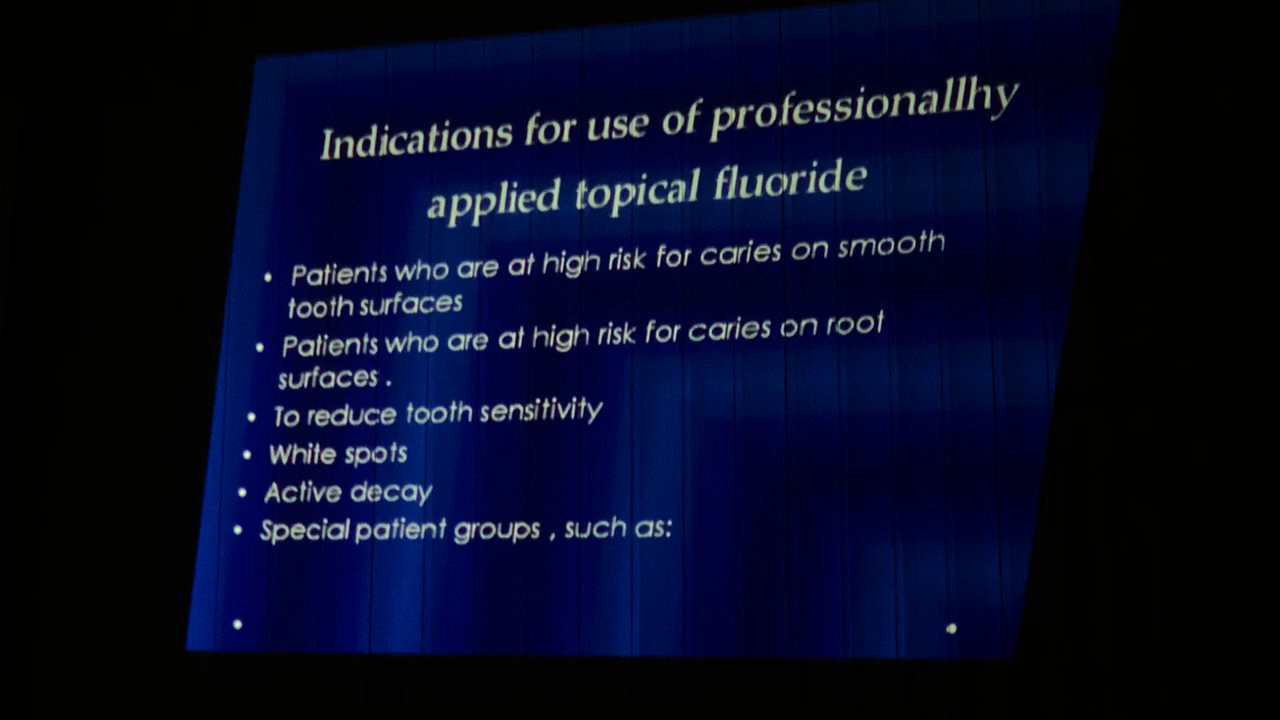 Indications for use of professionallhy
applied topical fluoride
• Patients who are at high risk for caries on smooth
tooth surfaces
• Patients who are at high risk for caries on root
surfaces .
• To reduce tooth sensitivity
• White spots
• Active decay
• Special patient groups , such as: